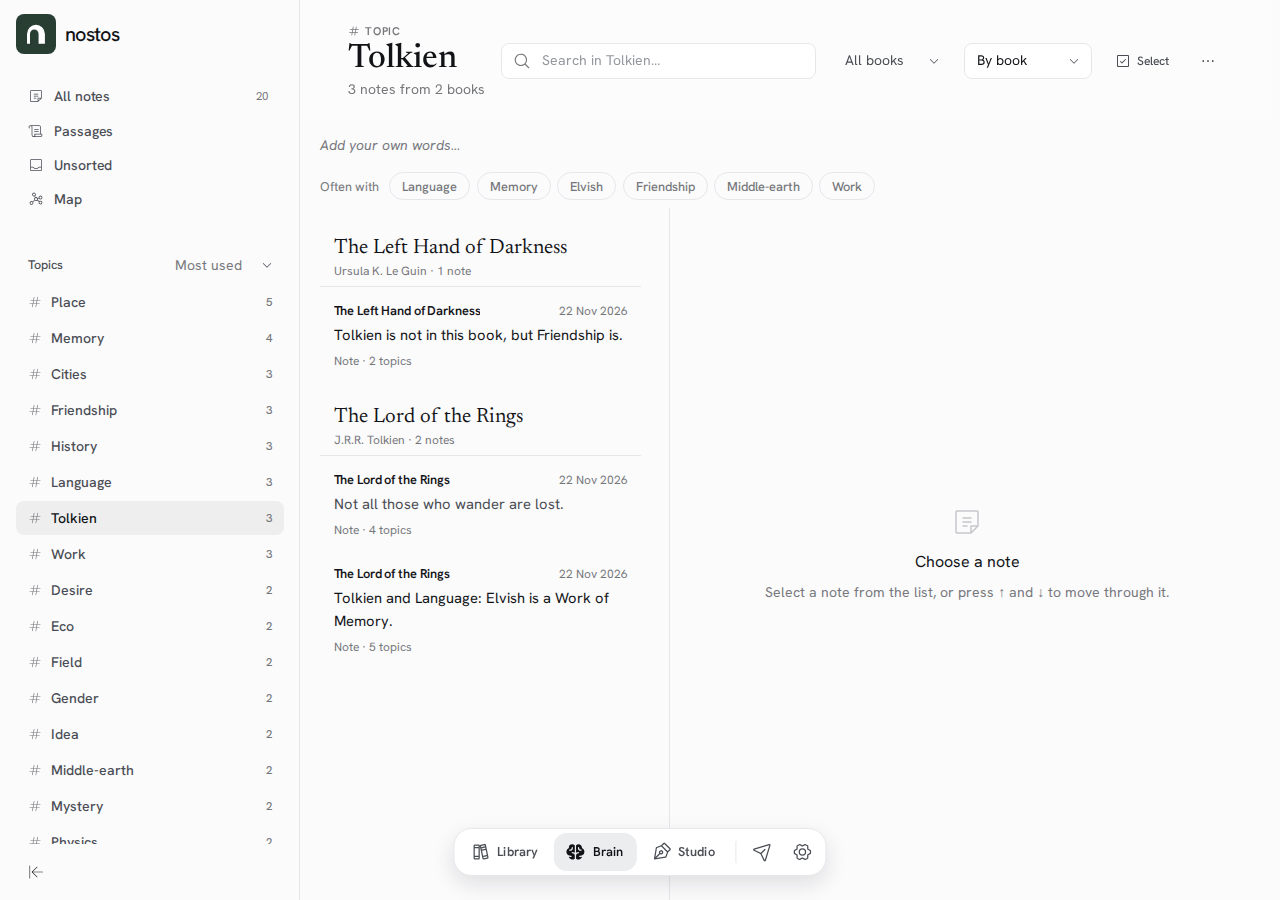 nostos
All notes 20
Passages
Unsorted
Map
Topics Most used
# Place 5
# Memory 4
# Cities 3
# Friendship 3
# History 3
# Language 3
# Tolkien 3
# Work 3
# Desire 2
# Eco 2
# Field 2
# Gender 2
# Idea 2
# Middle-earth 2
# Mystery 2
# Physics 2
# TOPIC
Tolkien
3 notes from 2 books
Search in Tolkien...
All books
By book
Select
Add your own words...
Often with Language Memory Elvish Friendship Middle-earth Work
The Left Hand of Darkness
Ursula K. Le Guin · 1 note
The Left Hand of Darkness 22 Nov 2026
Tolkien is not in this book, but Friendship is.
Note · 2 topics
The Lord of the Rings
J.R.R. Tolkien · 2 notes
The Lord of the Rings 22 Nov 2026
Not all those who wander are lost.
Note · 4 topics
The Lord of the Rings 22 Nov 2026
Tolkien and Language: Elvish is a Work of
Memory.
Note · 5 topics
Choose a note
Select a note from the list, or press ↑ and ↓ to move through it.
Library Brain Studio